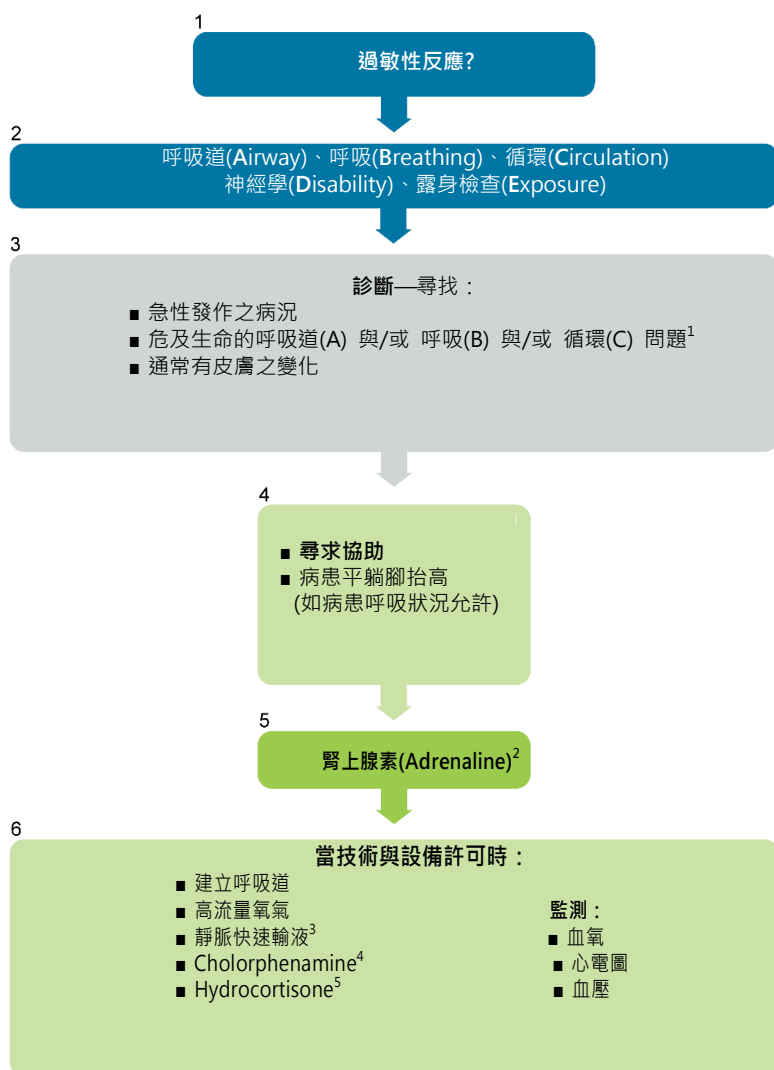 1
過敏性反應?
2
呼吸道(Airway)、呼吸(Breathing)、循環(Circulation)
神經學(Disability)、露身檢查(Exposure)
3
診斷—尋找：
■ 急性發作之病況
■ 危及生命的呼吸道(A) 與/或 呼吸(B) 與/或 循環(C) 問題¹
■ 通常有皮膚之變化
4
■ 尋求協助
■ 病患平躺腳抬高
(如病患呼吸狀況允許)
5
腎上腺素(Adrenaline)²
6
當技術與設備許可時：
■ 建立呼吸道
■ 高流量氧氣
■ 靜脈快速輸液³
■ Cholorphenamine⁴
■ Hydrocortisone⁵
監測：
■ 血氧
■ 心電圖
■ 血壓